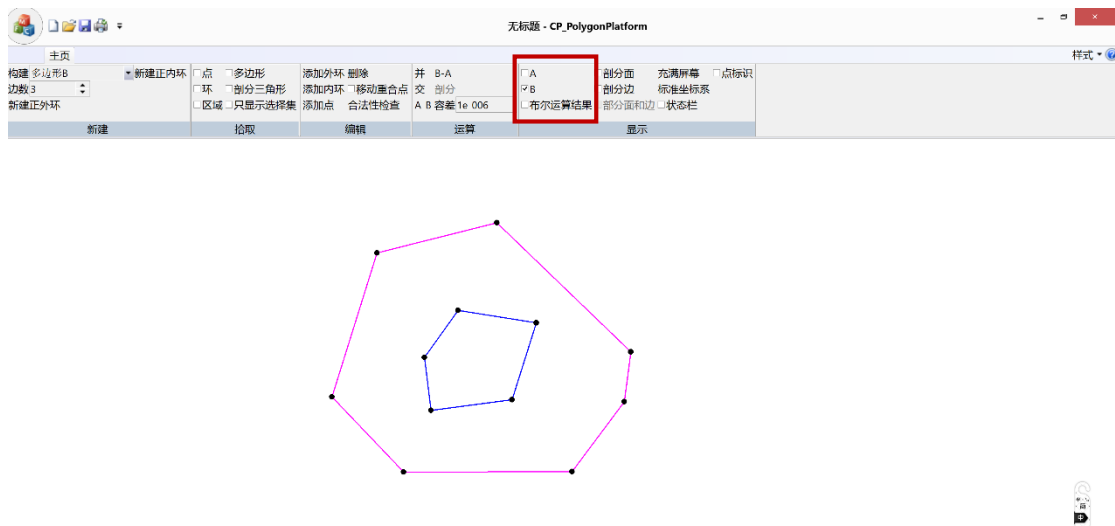 无标题 - CP_PolygonPlatform
主页
样式
构建 多边形B 新建正内环 点 多边形 添加外环 删除 并 B-A A 剖分面 充满屏幕 点标识
边数 3 环 剖分三角形 添加内环 移动重合点 交 剖分 B 剖分边 标准坐标系
新建正外环 区域 只显示选择集 添加点 合法性检查 A B 容差 1e 006 布尔运算结果 部分面和边 状态栏
新建 拾取 编辑 运算 显示